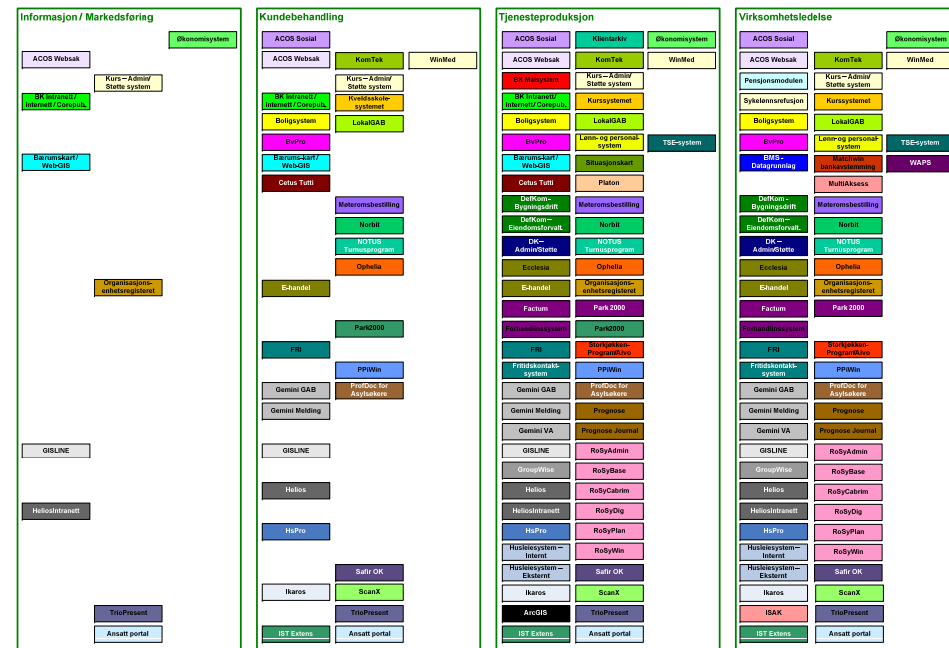 Informasjon / Markedsføring
Økonomisystem
ACOS Websak
Kurs–Admin/
Støtte system
BK Intranett /
internett / Corepub.
Bærumskart /
Web-GIS
Organisasjons-
enhetsregisteret
GISLINE
HeliosIntranett
TrioPresent
Ansatt portal
Kundebehandling
ACOS Sosial
ACOS Websak
KomTek
WinMed
Kurs–Admin/
Støtte system
BK Intranett /
internett / Corepub.
Kveldsskole-
systemet
Boligsystem
LokalGAB
EvPro
Bærumskart /
Web-GIS
Cetus Tutti
Møteromsbestilling
Norbit
NOTUS
Turnusprogram
Ophelia
E-handel
Park2000
FRI
PPiWin
Gemini GAB
ProfDoc for
Asylsøkere
Gemini Melding
GISLINE
Helios
HsPro
Safir OK
Ikaros
ScanX
TrioPresent
IST Extens
Ansatt portal
Tjenesteproduksjon
ACOS Sosial
Klientarkiv
Økonomisystem
ACOS Websak
KomTek
WinMed
BK Malsystem
Kurs–Admin/
Støtte system
BK Intranett /
internett / Corepub.
Kurssystemet
Boligsystem
LokalGAB
EvPro
Lønn- og personal-
system
TSE-system
Bærumskart /
Web-GIS
Situasjonskart
Cetus Tutti
Platon
DefKom –
Bygningsdrift
Møteromsbestilling
DefKom –
Eiendomsforvalt.
Norbit
DK –
Admin/Støtte
NOTUS
Turnusprogram
Ecclesia
Ophelia
E-handel
Organisasjons-
enhetsregisteret
Factum
Park 2000
Forhandlinssystem
Park2000
FRI
Storkjøkken-
Program/Aivo
Fritidskontakt-
system
PPiWin
Gemini GAB
ProfDoc for
Asylsøkere
Gemini Melding
Prognose
Gemini VA
Prognose Journal
GISLINE
RoSyAdmin
GroupWise
RoSyBase
Helios
RoSyCabrim
HeliosIntranett
RoSyDig
HsPro
RoSyPlan
Husleiesystem –
Internt
RoSyWin
Husleiesystem –
Eksternt
Safir OK
Ikaros
ScanX
ArcGIS
TrioPresent
IST Extens
Ansatt portal
Virksomhetsledelse
ACOS Sosial
Økonomisystem
ACOS Websak
KomTek
WinMed
Pensjonsmodulen
Kurs–Admin/
Støtte system
Sykelønnsrefusjon
Kurssystemet
Boligsystem
LokalGAB
EvPro
Lønn- og personal-
system
TSE-system
BMS -
Datagrunnlag
Matchwin
bankavstemming
WAPS
MultiAksess
DefKom –
Bygningsdrift
Møteromsbestilling
DefKom –
Eiendomsforvalt.
Norbit
DK –
Admin/Støtte
NOTUS
Turnusprogram
Ecclesia
Ophelia
E-handel
Organisasjons-
enhetsregisteret
Factum
Park 2000
Forhandlinssystem
FRI
Storkjøkken-
Program/Aivo
Fritidskontakt-
system
PPiWin
Gemini GAB
ProfDoc for
Asylsøkere
Gemini Melding
Prognose
Gemini VA
Prognose Journal
GISLINE
RoSyAdmin
GroupWise
RoSyBase
Helios
RoSyCabrim
HeliosIntranett
RoSyDig
HsPro
RoSyPlan
Husleiesystem –
Internt
RoSyWin
Husleiesystem –
Eksternt
Safir OK
Ikaros
ScanX
ISAK
TrioPresent
IST Extens
Ansatt portal